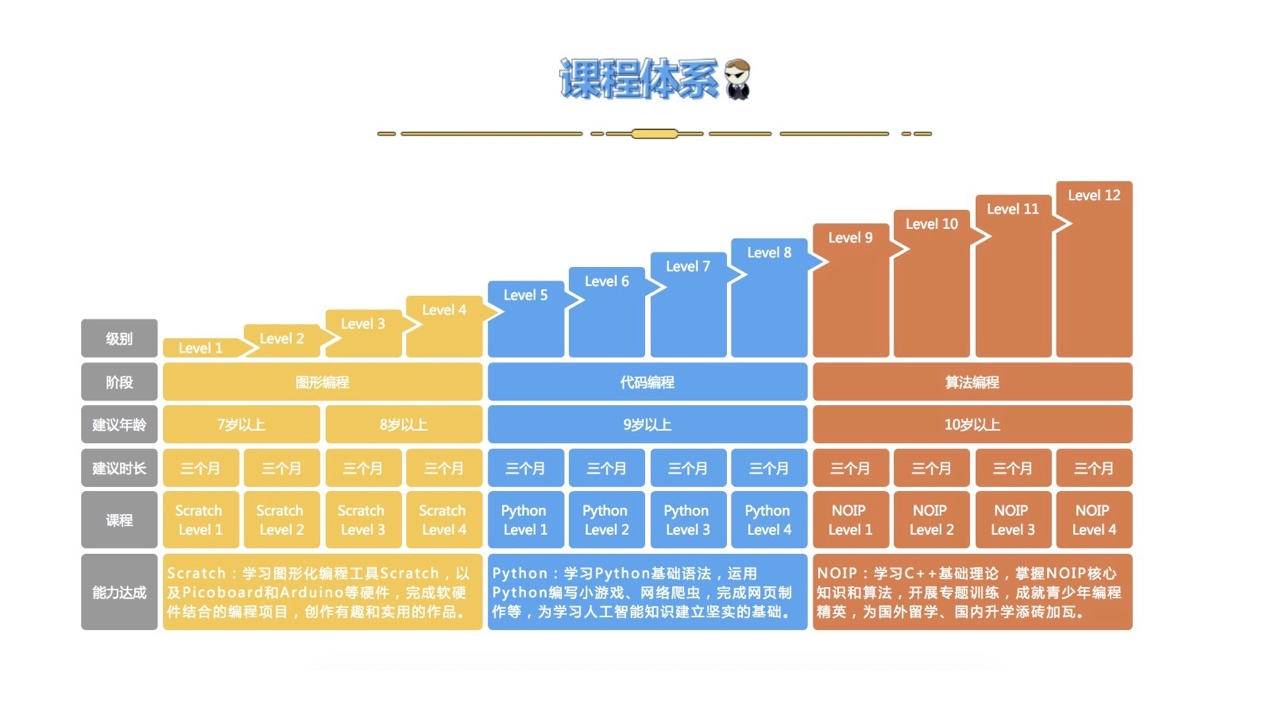 课程体系
Level 1
Level 2
Level 3
Level 4
Level 5
Level 6
Level 7
Level 8
Level 9
Level 10
Level 11
Level 12
级别
阶段
图形编程
代码编程
算法编程
建议年龄
7岁以上
8岁以上
9岁以上
10岁以上
建议时长
三个月
三个月
三个月
三个月
三个月
三个月
三个月
三个月
三个月
三个月
三个月
三个月
课程
Scratch
Level 1
Scratch
Level 2
Scratch
Level 3
Scratch
Level 4
Python
Level 1
Python
Level 2
Python
Level 3
Python
Level 4
NOIP
Level 1
NOIP
Level 2
NOIP
Level 3
NOIP
Level 4
能力达成
Scratch：学习图形化编程工具Scratch，以
及Picoboard和Arduino等硬件，完成软硬
件结合的编程项目，创作有趣和实用的作品。
Python：学习Python基础语法，运用
Python编写小游戏、网络爬虫，完成网页制
作等，为学习人工智能知识建立坚实的基础。
NOIP：学习C++基础理论，掌握NOIP核心
知识和算法，开展专题训练，成就青少年编程
精英，为国外留学、国内升学添砖加瓦。